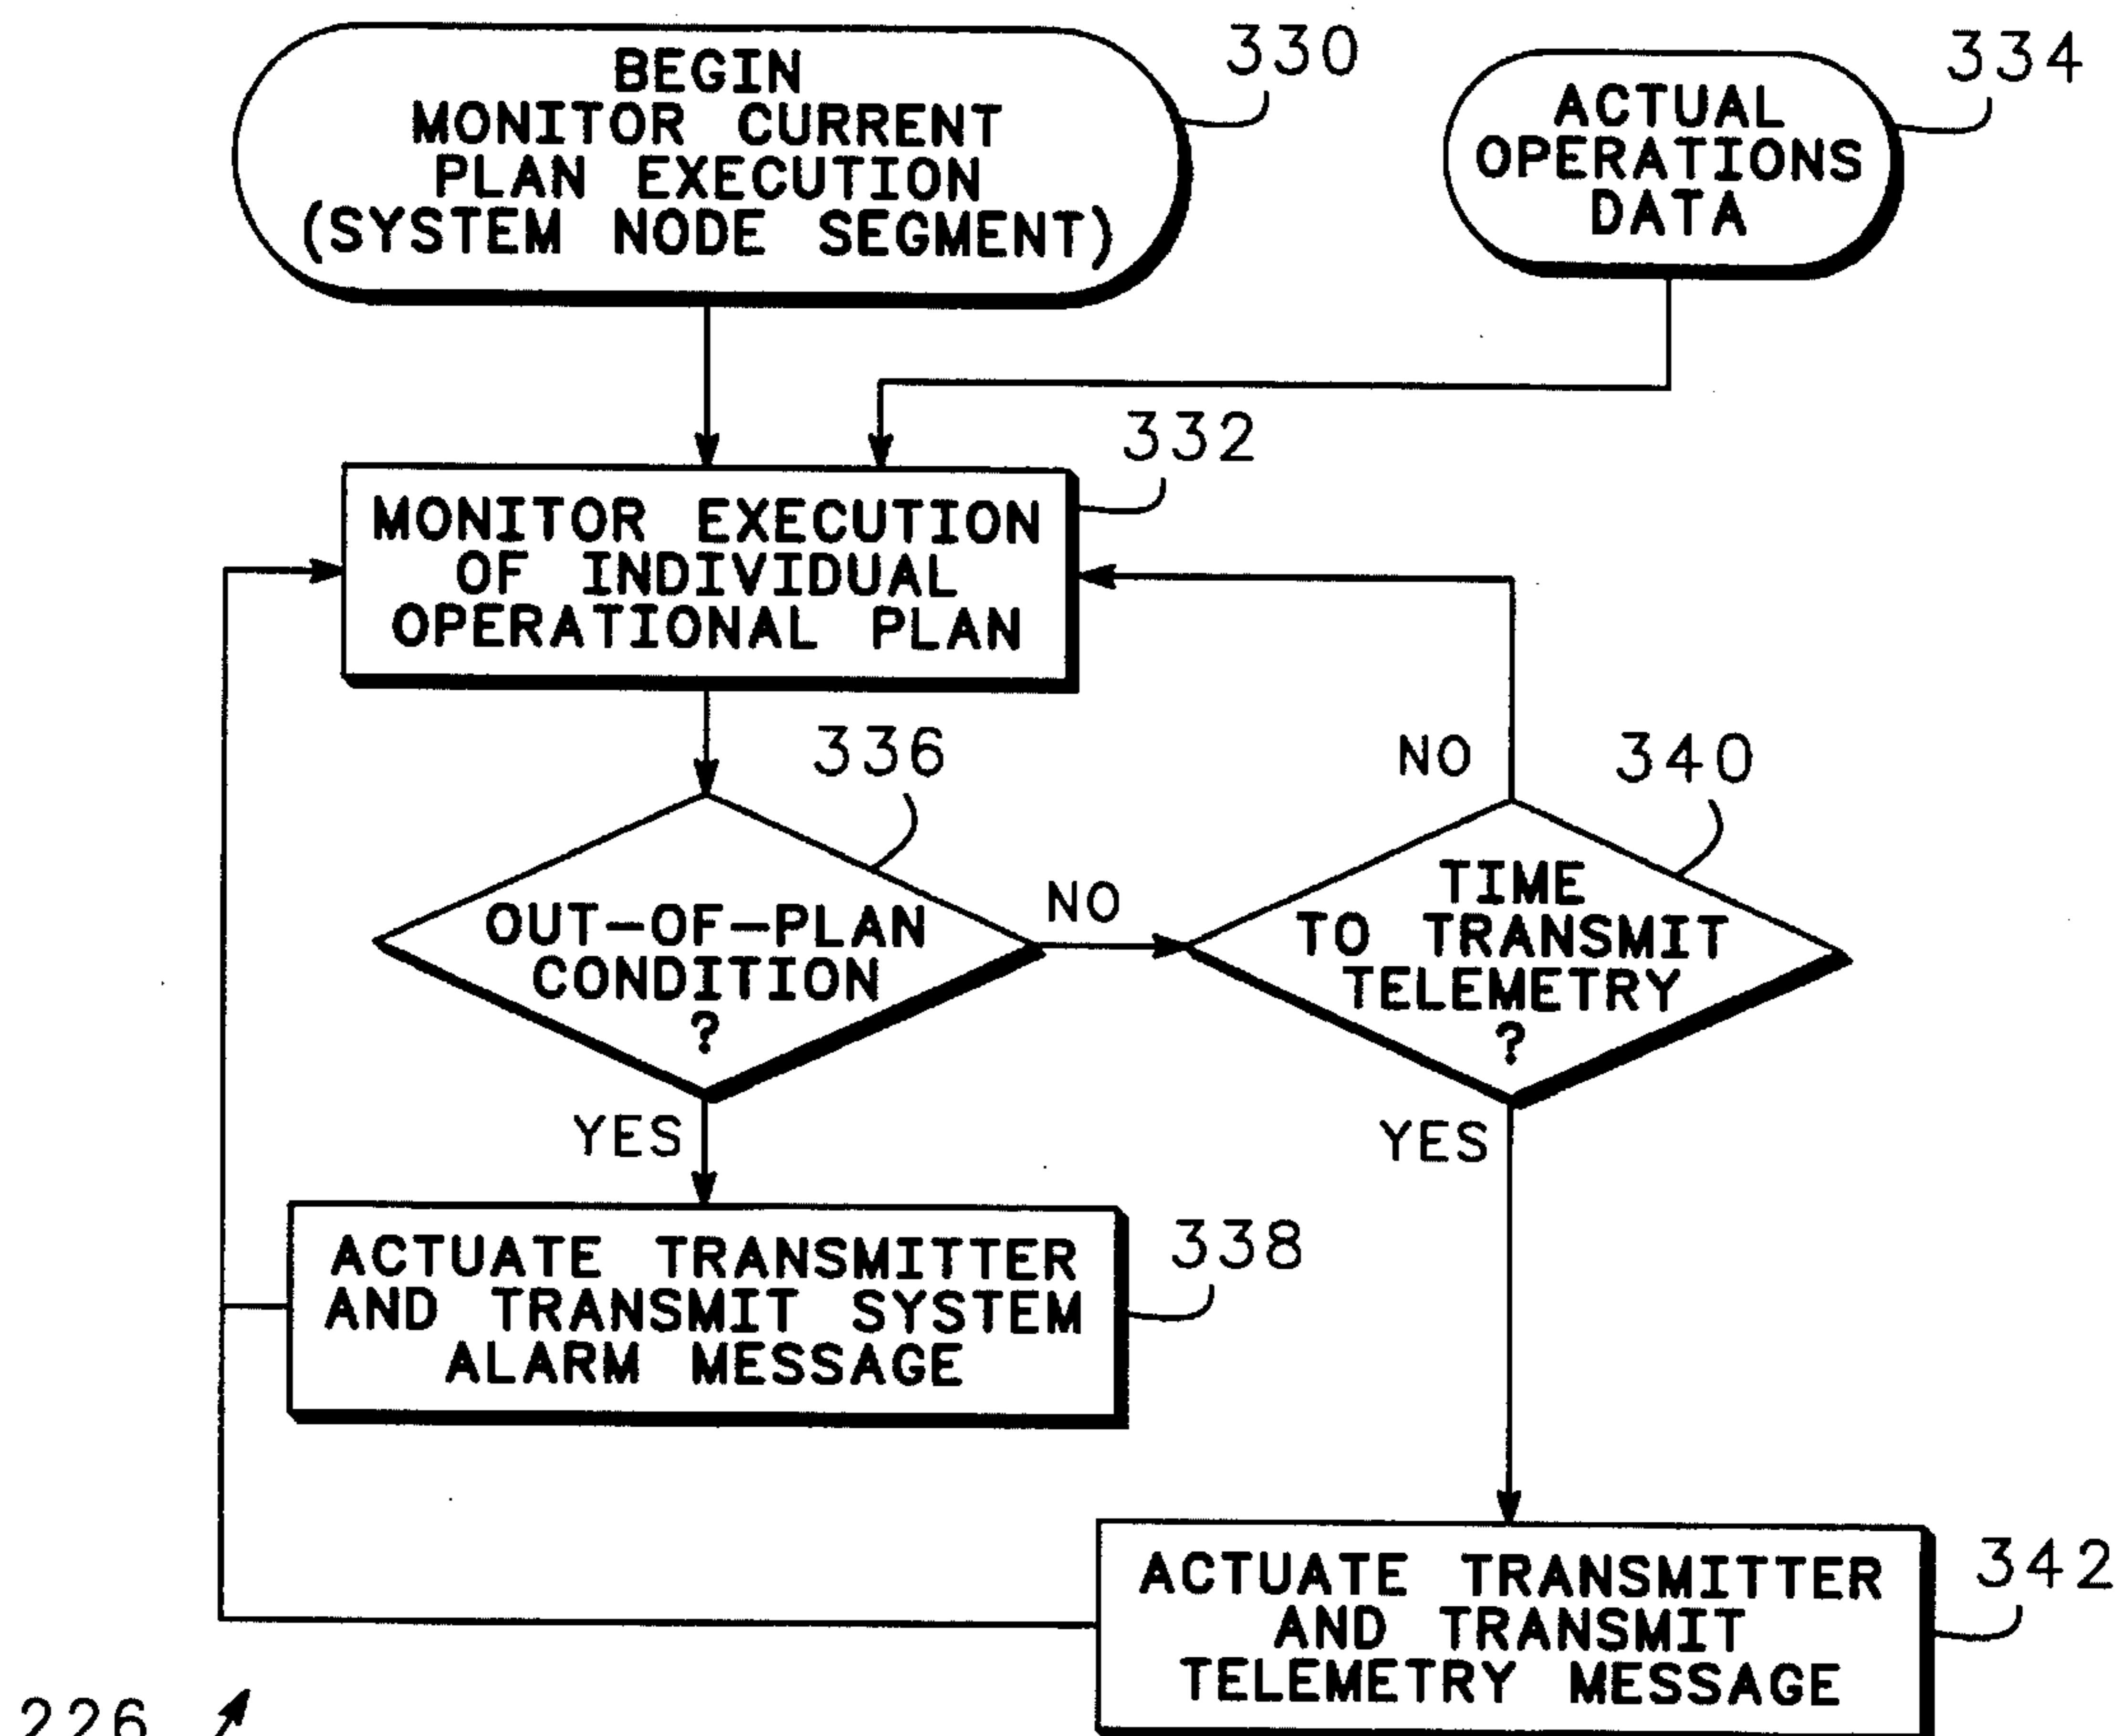 BEGIN
MONITOR CURRENT
PLAN EXECUTION
(SYSTEM NODE SEGMENT)
330
ACTUAL
OPERATIONS
DATA
334
332
MONITOR EXECUTION
OF INDIVIDUAL
OPERATIONAL PLAN
336
OUT-OF-PLAN
CONDITION
?
NO
NO
340
TIME
TO TRANSMIT
TELEMETRY
?
YES
YES
ACTUATE TRANSMITTER
AND TRANSMIT SYSTEM
ALARM MESSAGE
338
ACTUATE TRANSMITTER
AND TRANSMIT
TELEMETRY MESSAGE
342
226